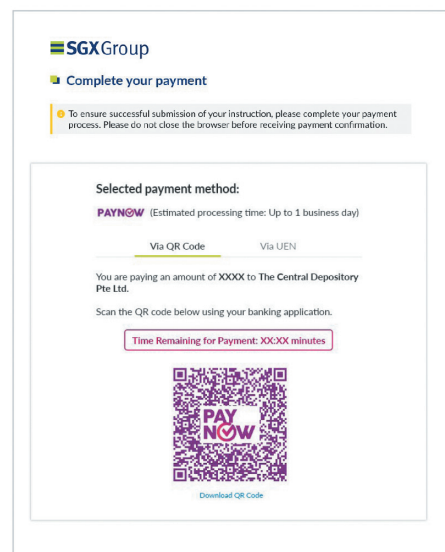 SGXGroup
Complete your payment
To ensure successful submission of your instruction, please complete your payment
process. Please do not close the browser before receiving payment confirmation.
Selected payment method:
PAYNOW (Estimated processing time: Up to 1 business day)
Via QR Code Via UEN
You are paying an amount of XXXX to The Central Depository
Pte Ltd.
Scan the QR code below using your banking application.
Time Remaining for Payment: XX:XX minutes
PAY
NOW
Download QR Code